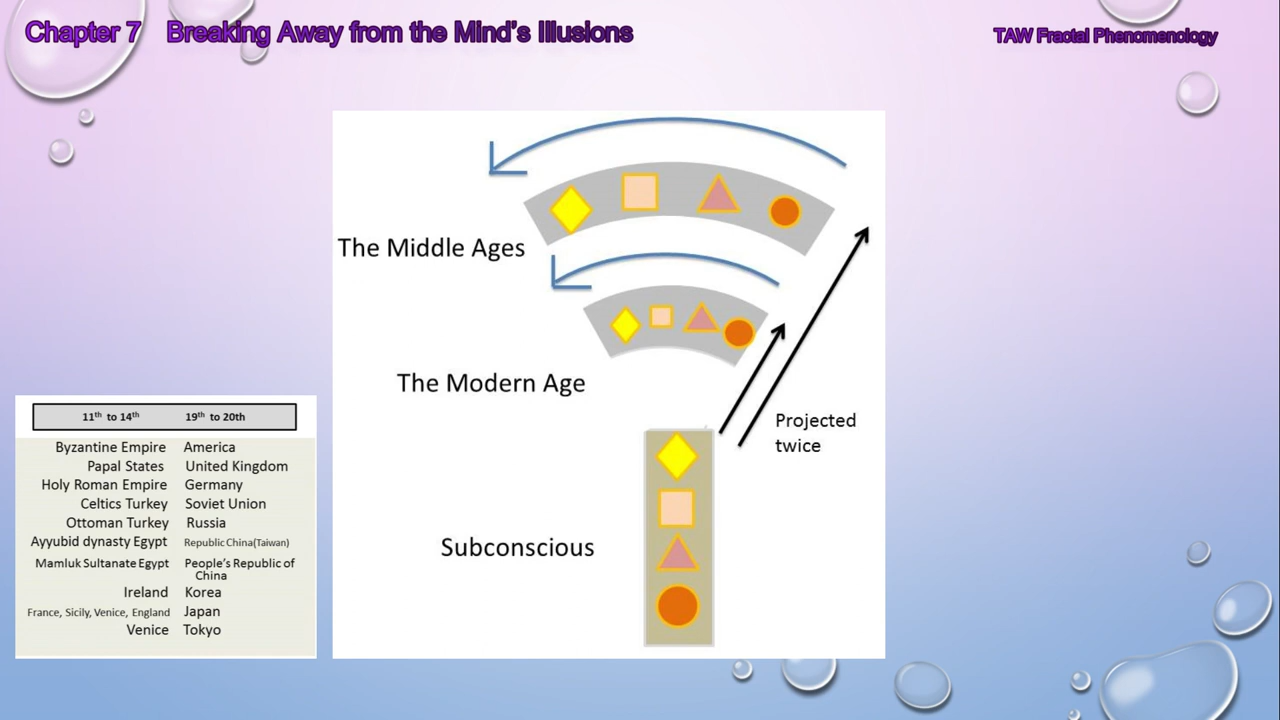 Chapter 7 Breaking Away from the Mind's Illusions
TAW Fractal Phenomenology
The Middle Ages
The Modern Age
Projected
twice
Subconscious
11th to 14th 19th to 20th
Byzantine Empire America
Papal States United Kingdom
Holy Roman Empire Germany
Celtics Turkey Soviet Union
Ottoman Turkey Russia
Ayyubid dynasty Egypt Republic China(Taiwan)
Mamluk Sultanate Egypt People's Republic of
China
Ireland Korea
France, Sicily, Venice, England Japan
Venice Tokyo